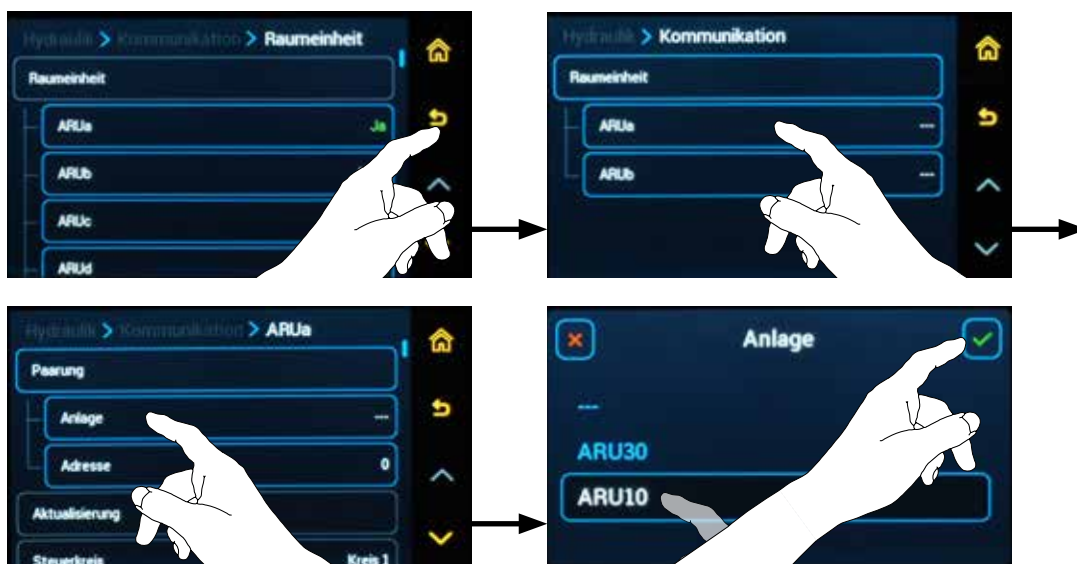 Hydraulik > Kommunikation > Raumeinheit
Raumeinheit
ARUa Ja
ARUb
ARUc
ARUd
Hydraulik > Kommunikation
Raumeinheit
ARUa ---
ARUb ---
Hydraulik > Kommunikation > ARUa
Paarung
Anlage ---
Adresse 0
Aktualisierung
Steuerkreis Kreis 1
Anlage
---
ARU30
ARU10